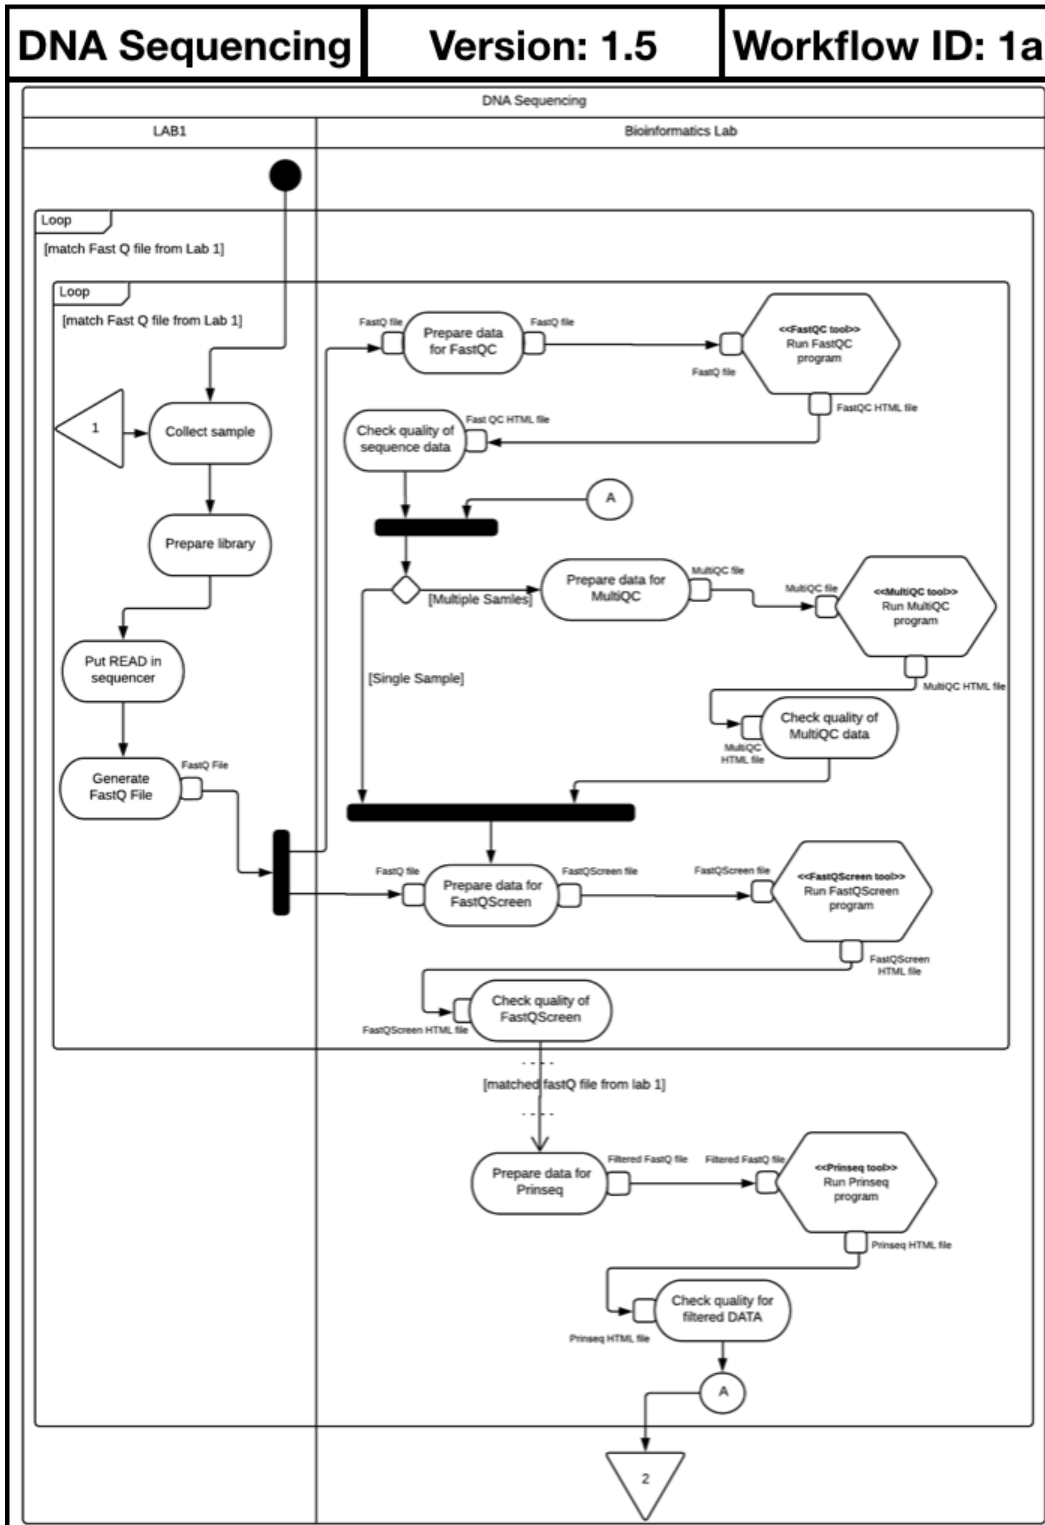 DNA Sequencing
Version: 1.5
Workflow ID: 1a
DNA Sequencing
LAB1
Bioinformatics Lab
Loop
[match Fast Q file from Lab 1]
Loop
[match Fast Q file from Lab 1]
FastQ file
Prepare data
for FastQC
FastQ file
FastQ file
<<FastQC tool>>
Run FastQC
program
FastQC HTML file
1
Collect sample
Check quality of
sequence data
Fast QC HTML file
A
Prepare library
[Multiple Samles]
Prepare data for
MultiQC
MultiQC file
MultiQC file
<<MultiQC tool>>
Run MultiQC
program
MultiQC HTML file
Put READ in
sequencer
[Single Sample]
Check quality of
MultiQC data
MultiQC
HTML file
Generate
FastQ File
FastQ File
FastQ file
Prepare data for
FastQScreen
FastQScreen file
FastQScreen file
<<FastQScreen tool>>
Run FastQScreen
program
FastQScreen
HTML file
Check quality of
FastQScreen
FastQScreen HTML file
[matched fastQ file from lab 1]
Prepare data for
Prinseq
Filtered FastQ file
Filtered FastQ file
<<Prinseq tool>>
Run Prinseq
program
Prinseq HTML file
Check quality for
filtered DATA
Prinseq HTML file
A
2